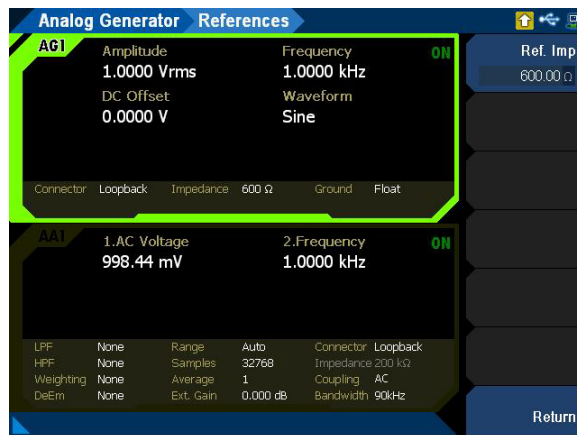 Analog Generator References
AG1 Amplitude Frequency ON
1.0000 Vrms 1.0000 kHz
DC Offset Waveform
0.0000 V Sine
Connector Loopback Impedance 600 Ω Ground Float
AA1 1.AC Voltage 2.Frequency ON
998.44 mV 1.0000 kHz
LPF None Range Auto Connector Loopback
HPF None Samples 32768 Impedance 200 kΩ
Weighting None Average 1 Coupling AC
DeEm None Ext. Gain 0.000 dB Bandwidth 90kHz
Ref. Imp
600.00 Ω
Return